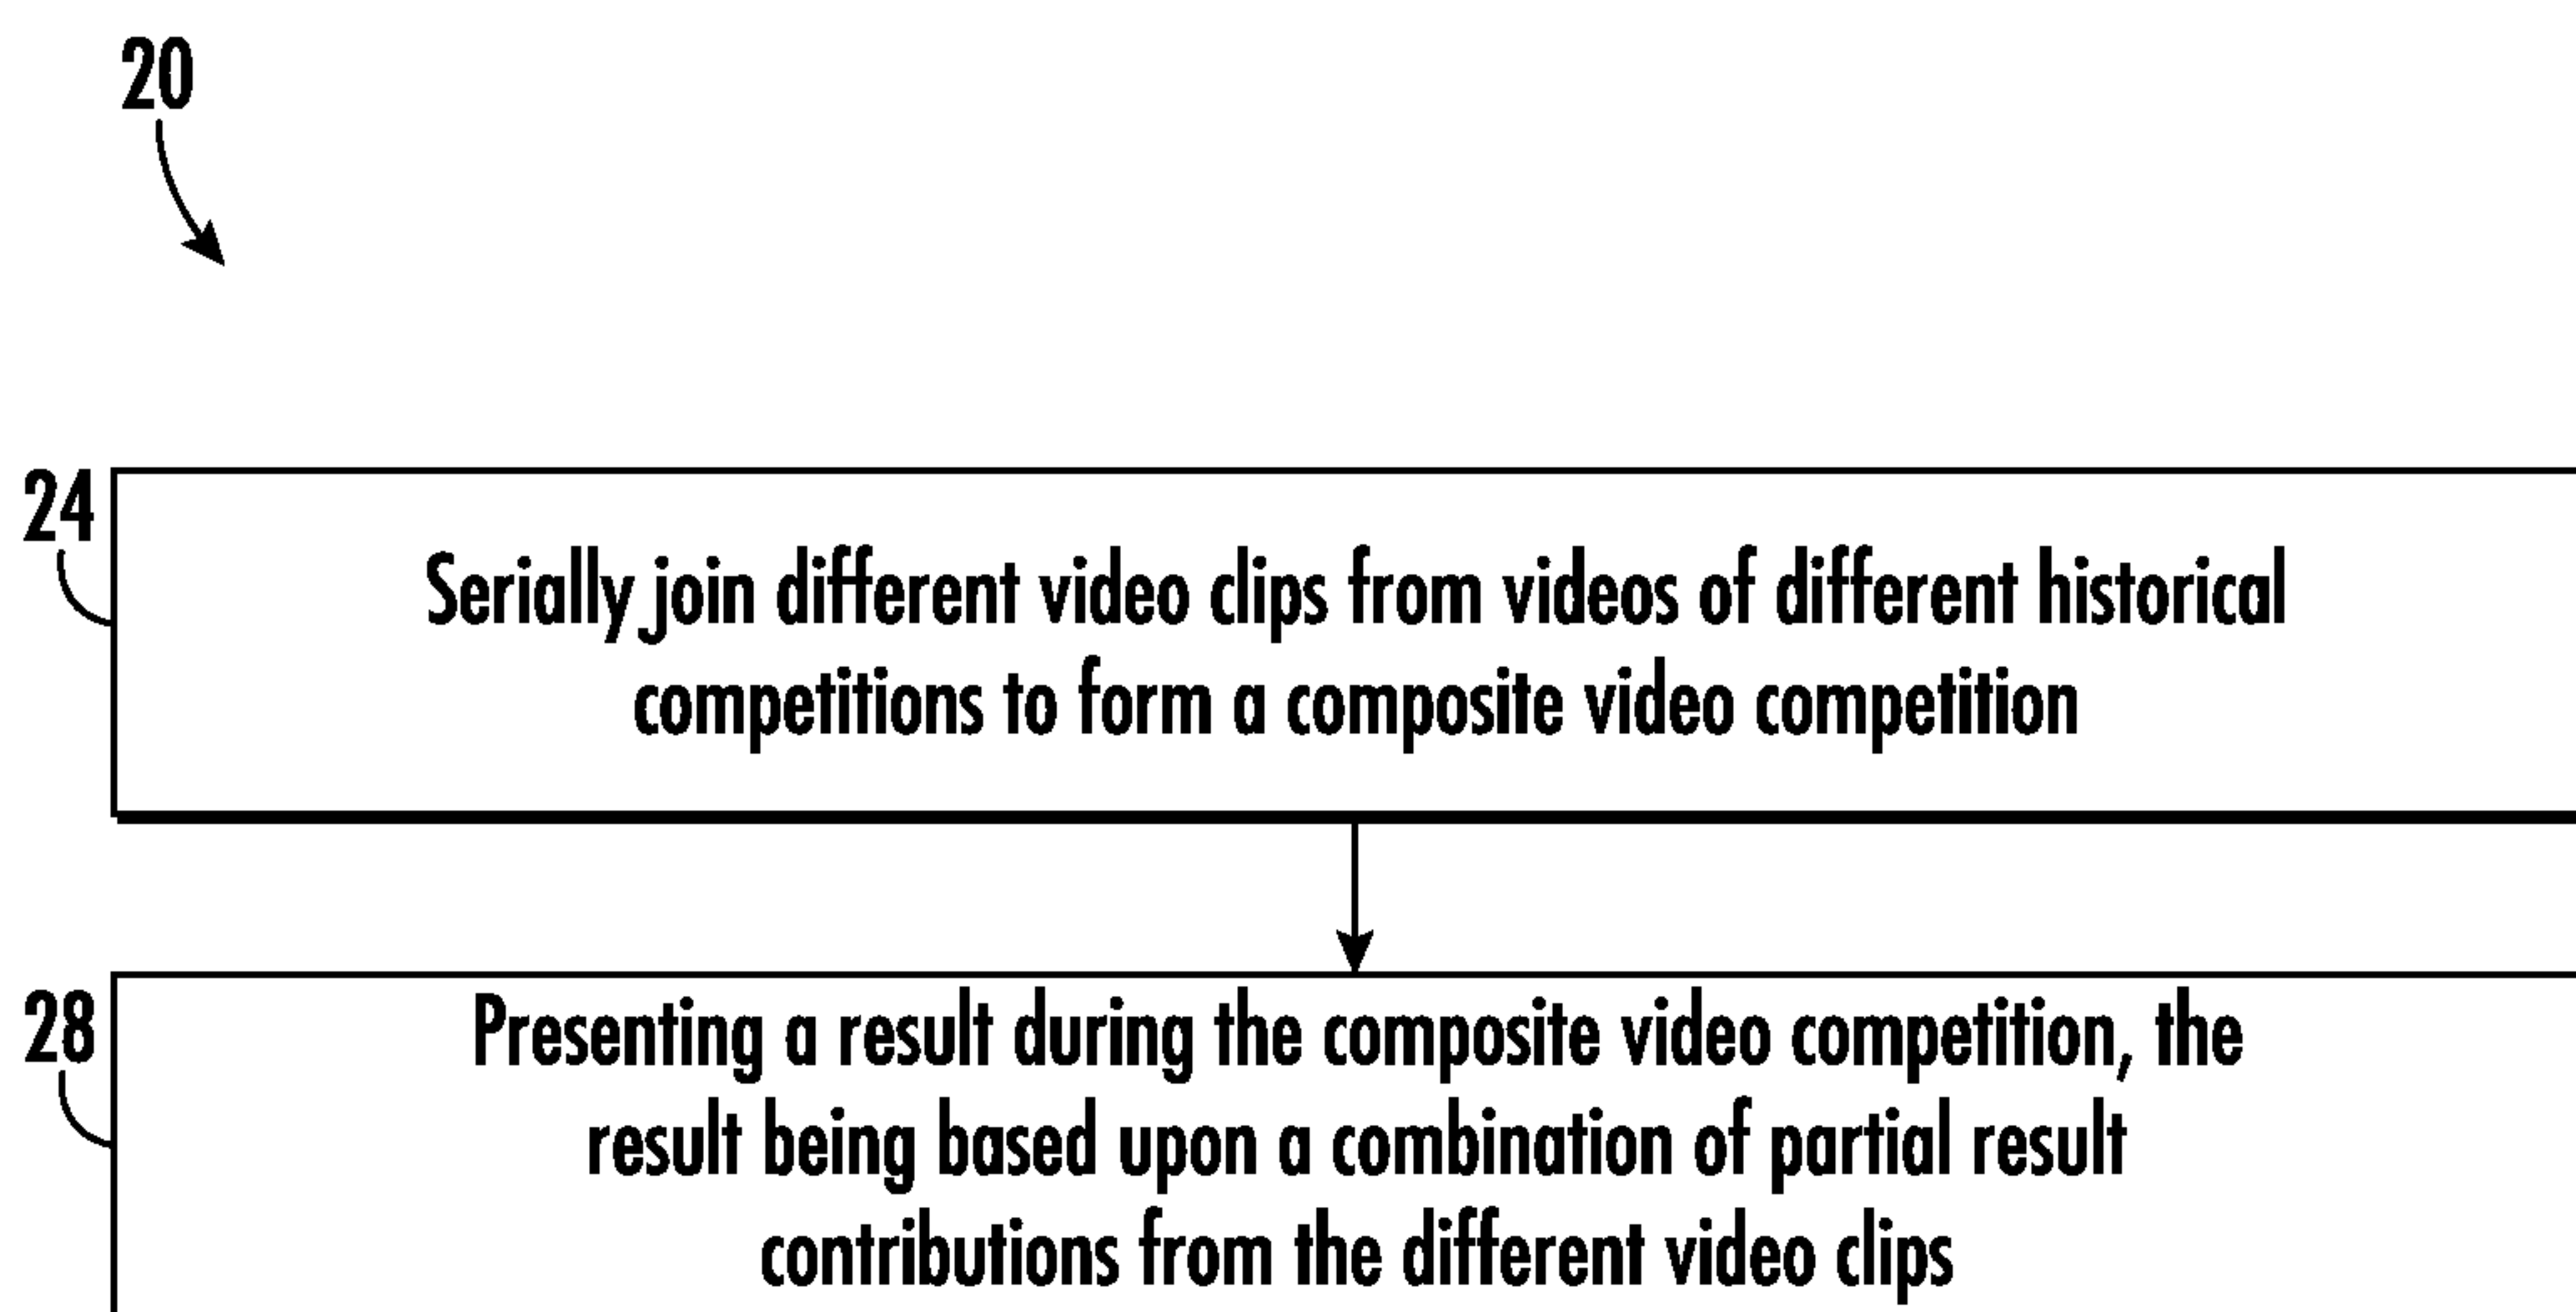 20
24
Serially join different video clips from videos of different historical
competitions to form a composite video competition
28
Presenting a result during the composite video competition, the
result being based upon a combination of partial result
contributions from the different video clips